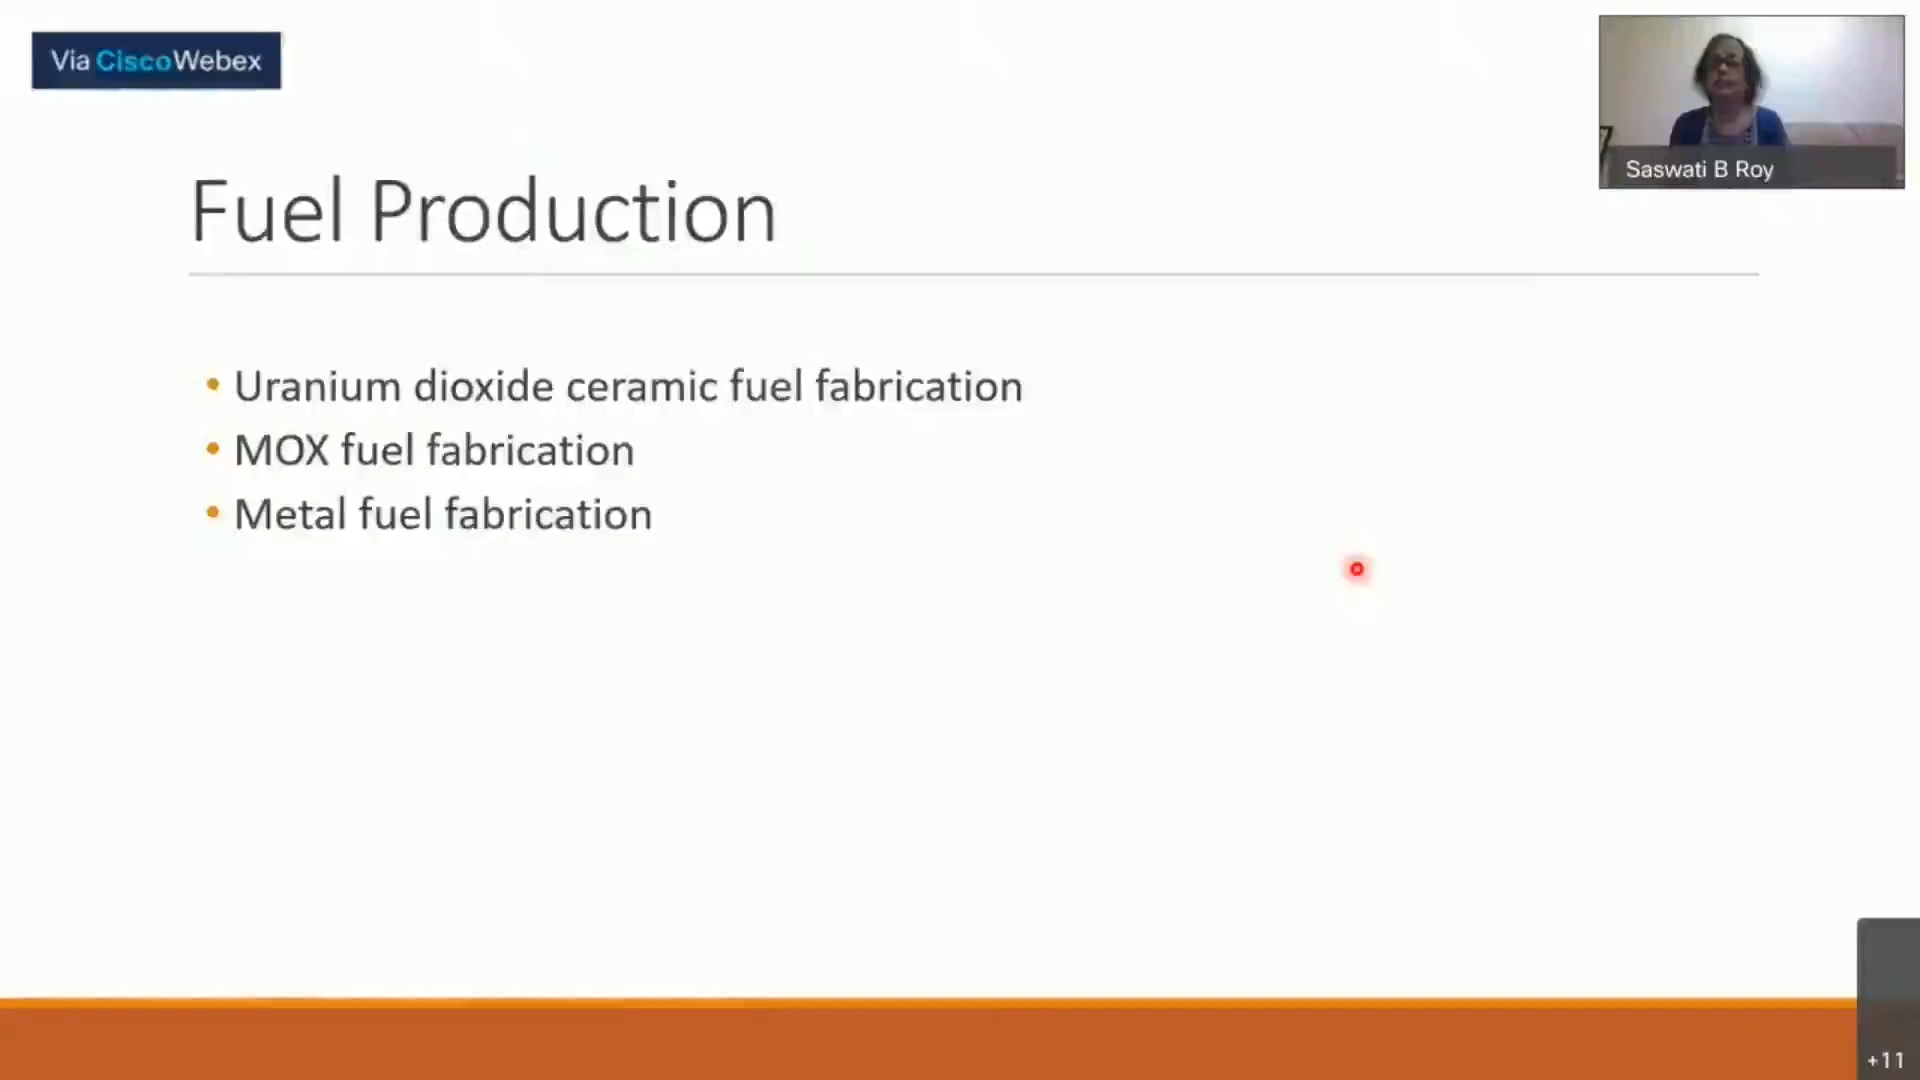 Via CiscoWebex
Saswati B Roy
Fuel Production
• Uranium dioxide ceramic fuel fabrication
• MOX fuel fabrication
• Metal fuel fabrication
+11